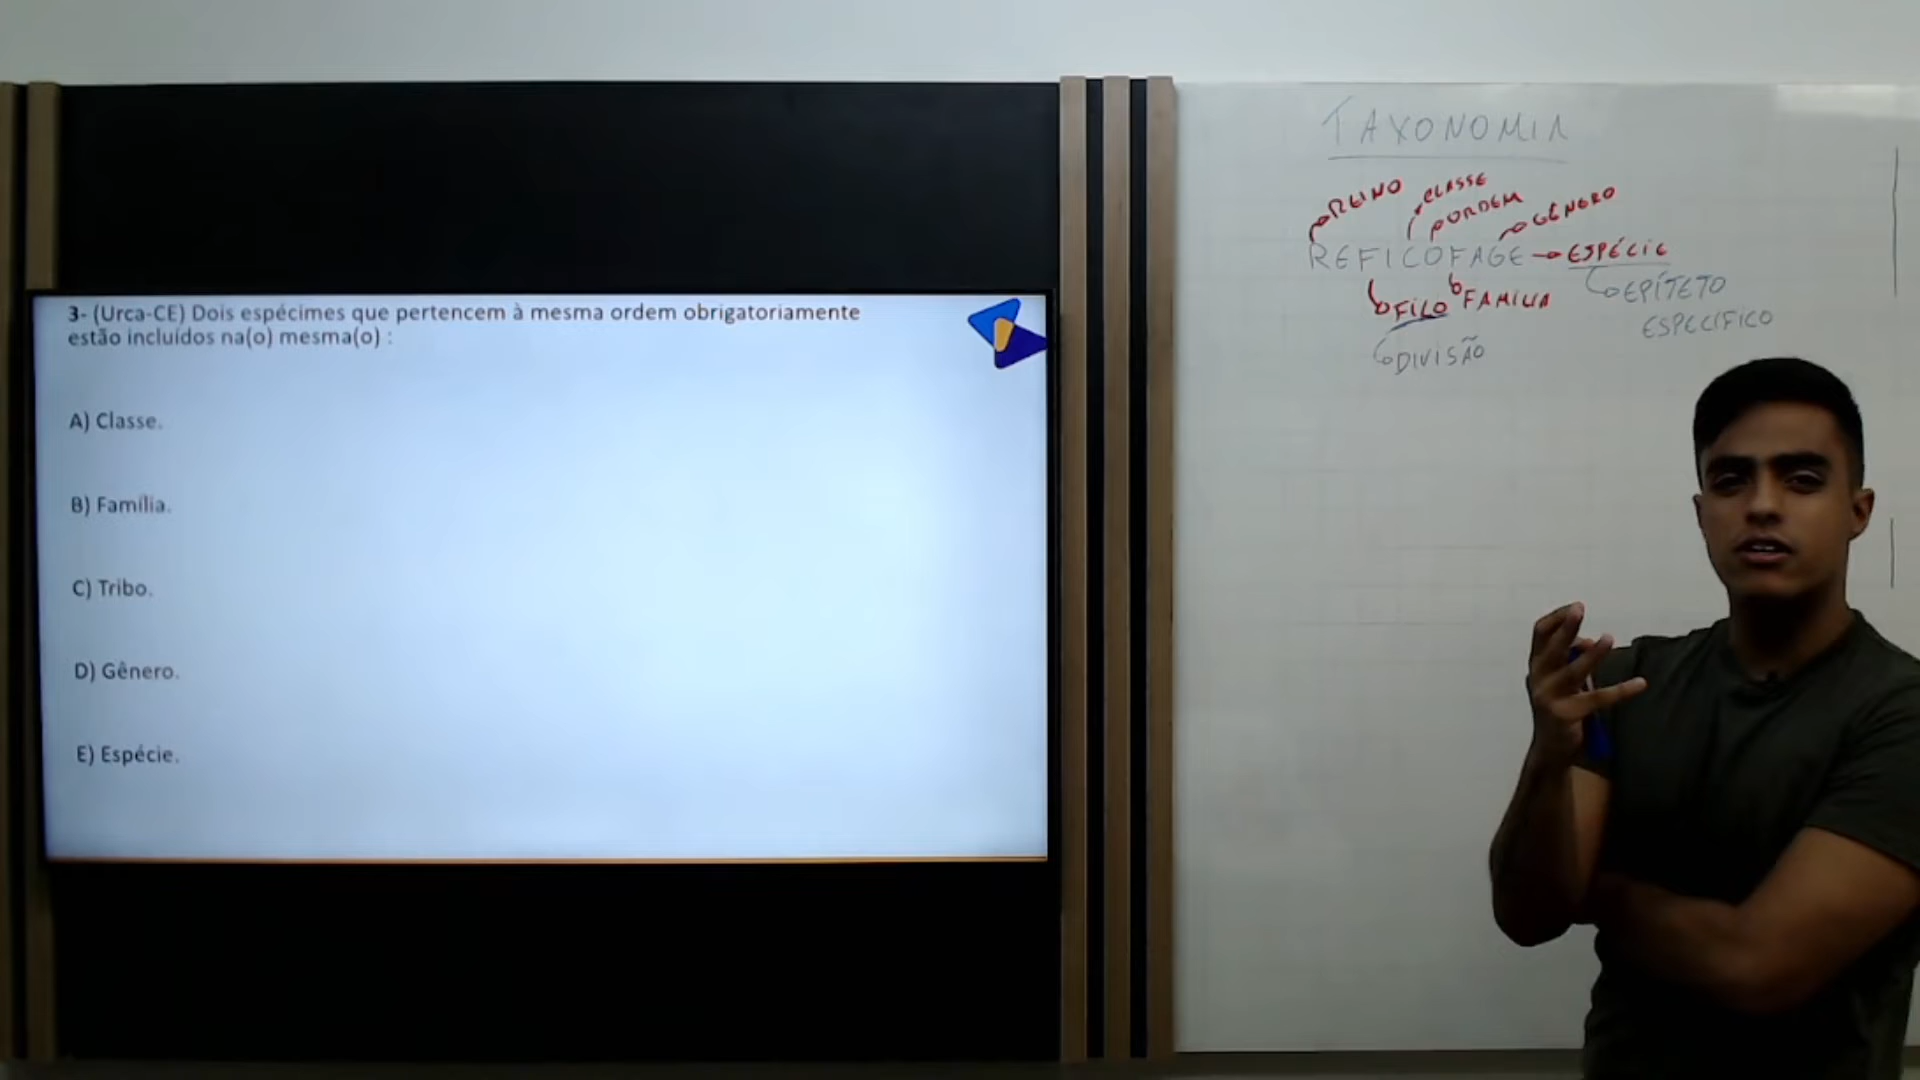 3- (Urca-CE) Dois espécimes que pertencem à mesma ordem obrigatoriamente
estão incluídos na(o) mesma(o) :
A) Classe.
B) Família.
C) Tribo.
D) Gênero.
E) Espécie.
TAXONOMIA
REINO
CLASSE
ORDEM
GÊNERO
REFICOFAGE → ESPÉCIE
FILO
FAMÍLIA
EPÍTETO
ESPECÍFICO
DIVISÃO